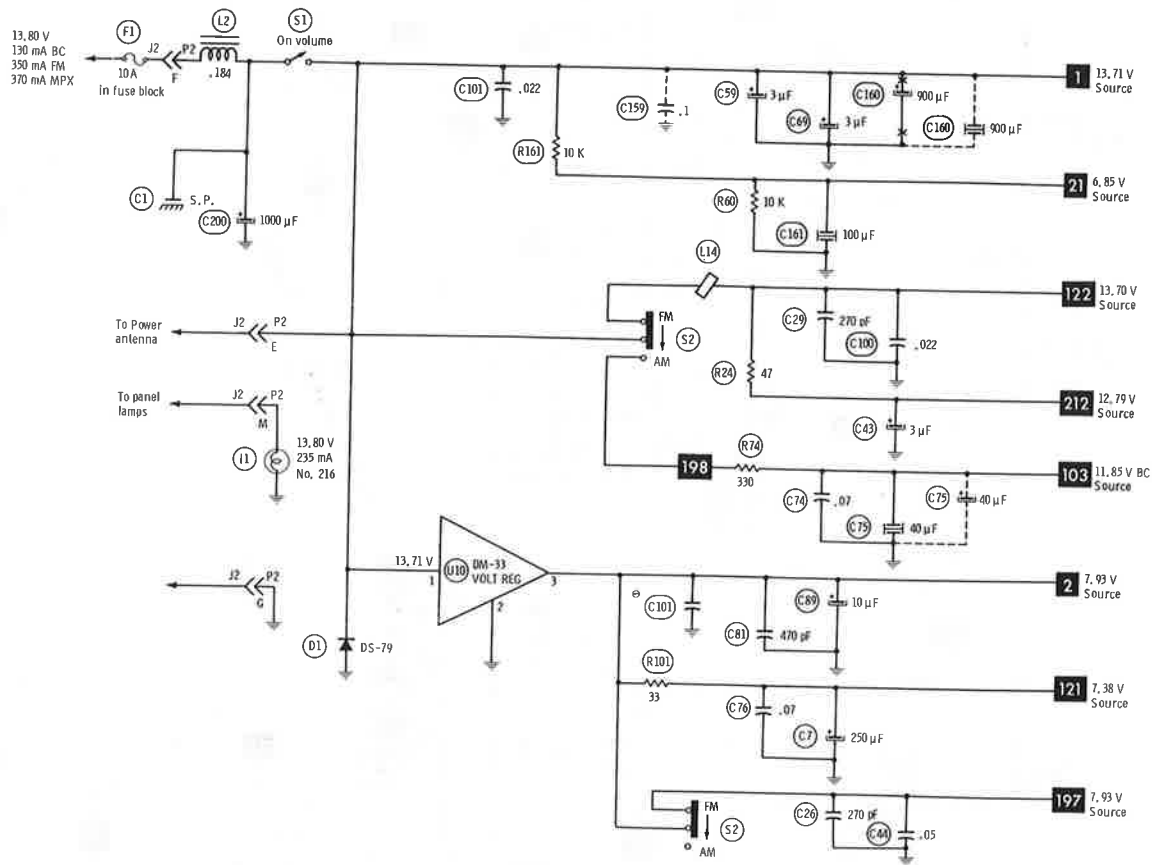 13.80 V
130 mA BC
350 mA FM
370 mA MPX
F1
10A
in fuse block
J2 P2
F
L2
.184
S1
On volume
C101 .022
C159 .1
C59 3 µF
C69 3 µF
C160 900 µF
C160 900 µF
1 13.71 V
Source
R161 10 K
C1 S.P.
C200 1000 µF
R60 10 K
C161 100 µF
21 6.85 V
Source
L14
To Power
antenna
J2 P2
E
FM
AM
S2
C29 270 pF
C100 .022
122 13.70 V
Source
R24 47
C43 3 µF
212 12.79 V
Source
To panel
lamps
J2 P2
M
I1
13.80 V
235 mA
No. 216
198
R74
330
C74 .07
C75 40 µF
C75 40 µF
103 11.85 V BC
Source
J2 P2
G
D1 DS-79
13.71 V
1
U10 DM-33
VOLT REG
2
3
⊖
C101
C81 470 pF
C89 10 µF
2 7.93 V
Source
R101
33
C76 .07
C7 250 µF
121 7.38 V
Source
FM
AM
S2
C26 270 pF
C44 .05
197 7.93 V
Source